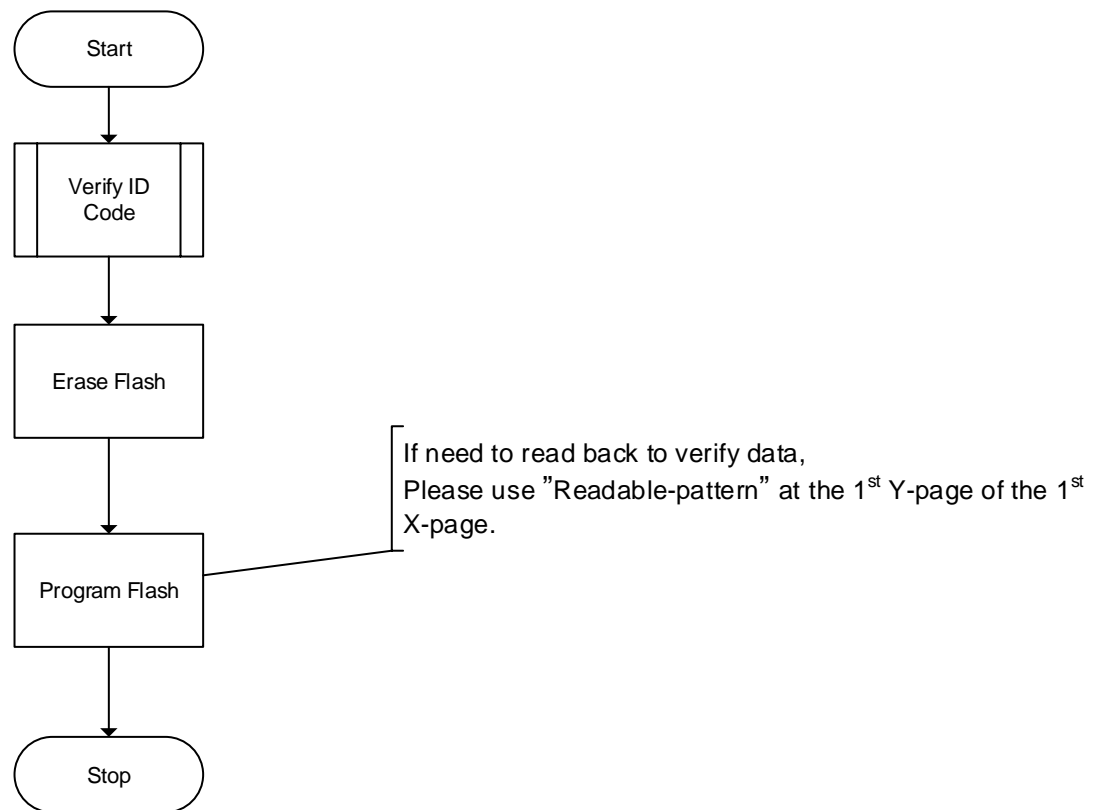 Start
Verify ID
Code
Erase Flash
If need to read back to verify data,
Please use ”Readable-pattern” at the 1st Y-page of the 1st
X-page.
Program Flash
Stop